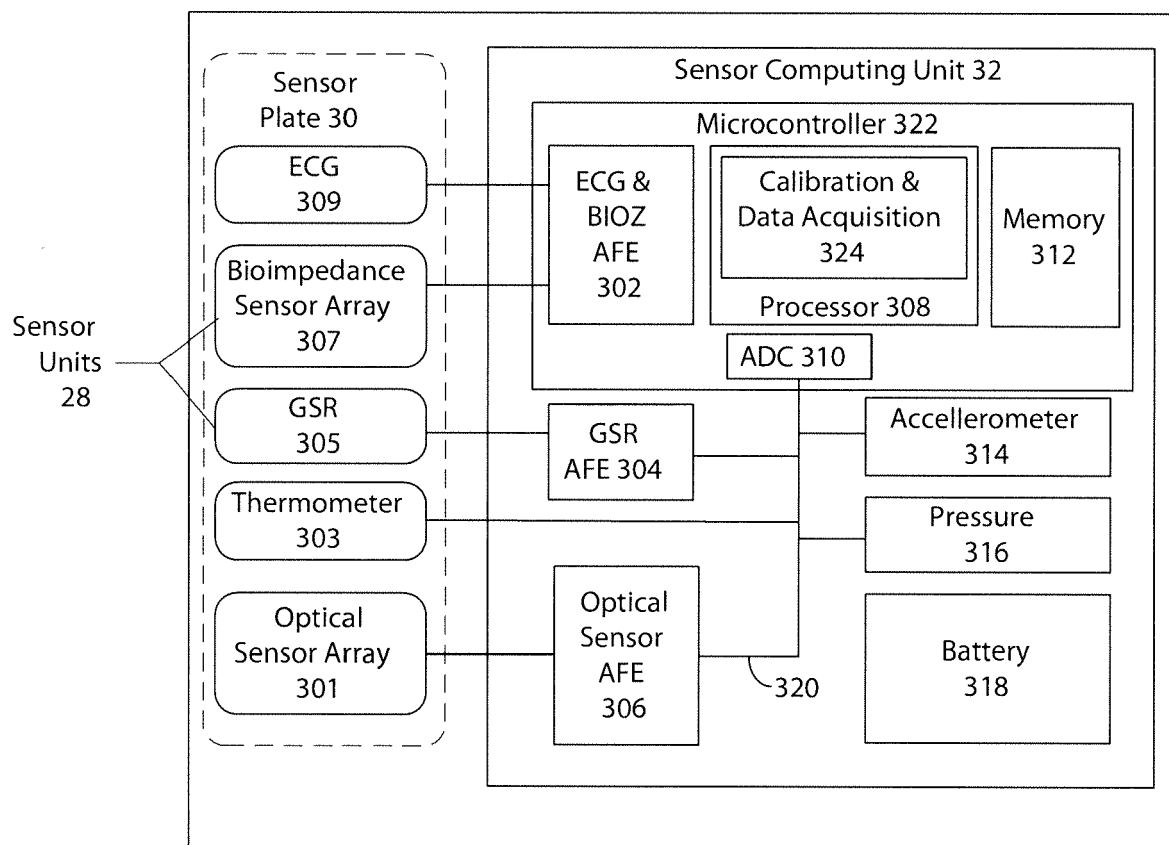 Sensor
Plate 30
ECG
309
Bioimpedance
Sensor Array
307
GSR
305
Thermometer
303
Optical
Sensor Array
301
Sensor
Units
28
Sensor Computing Unit 32
Microcontroller 322
ECG &
BIOZ
AFE
302
Calibration &
Data Acquisition
324
Processor 308
Memory
312
ADC 310
GSR
AFE 304
Accellerometer
314
Pressure
316
Optical
Sensor
AFE
306
320
Battery
318